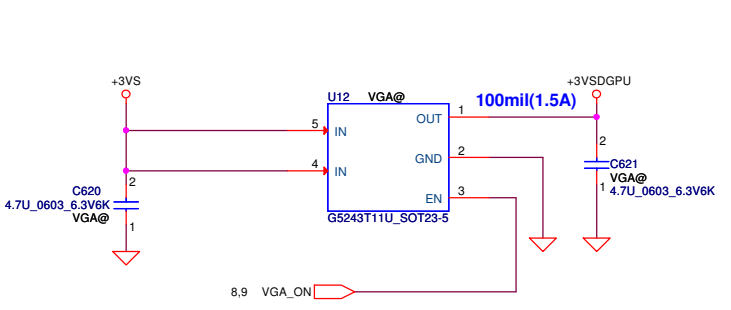 +3VS
+3VSDGPU
U12 VGA@
100mil(1.5A)
5 IN
OUT 1
4 IN
GND 2
EN 3
G5243T11U_SOT23-5
2
C620
4.7U_0603_6.3V6K
VGA@
1
2
C621
VGA@
1
4.7U_0603_6.3V6K
8,9 VGA_ON